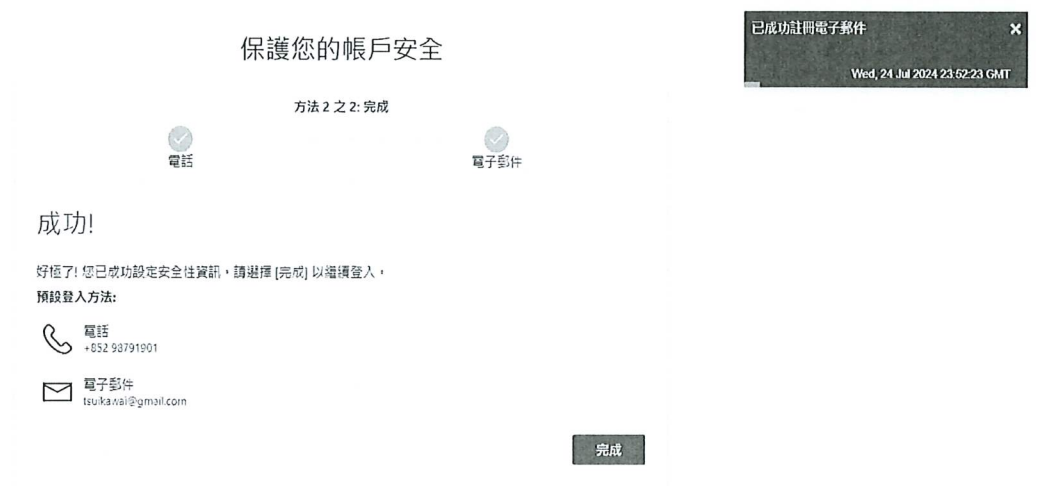 保護您的帳戶安全
已成功註冊電子郵件
Wed, 24 Jul 2024 23:52:23 GMT
方法 2 之 2: 完成
電話
電子郵件
成功!
好極了! 您已成功設定安全性資訊，請選擇 [完成] 以繼續登入。
預設登入方法:
電話
+852 98791901
電子郵件
tsuikawai@gmail.com
完成